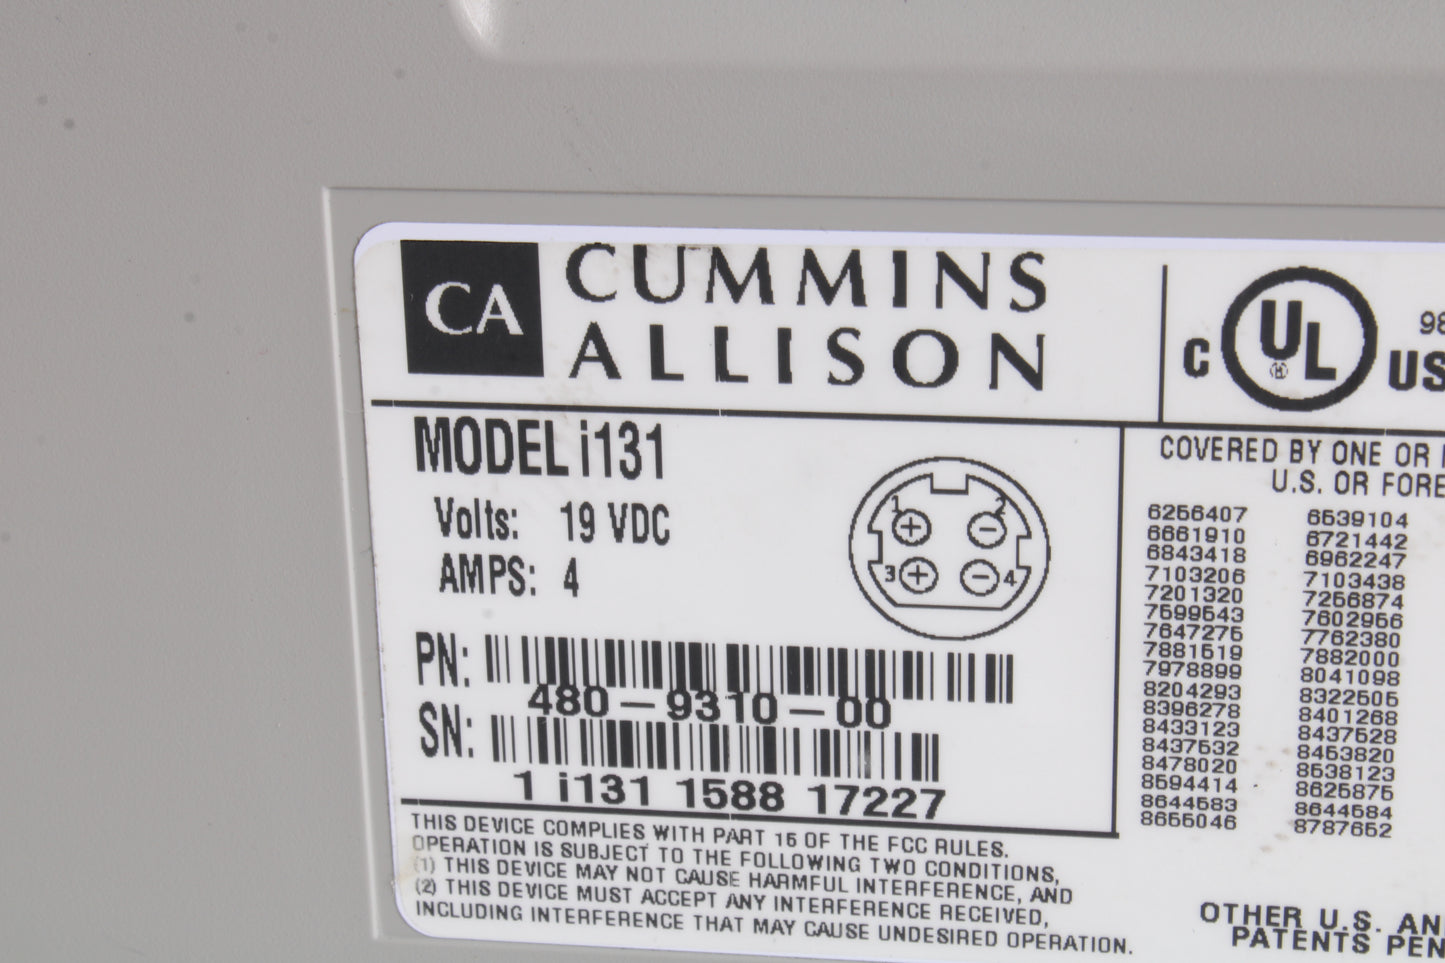 CA
CUMMINS
ALLISON
C UL ® US
98
MODEL i131
Volts: 19 VDC
AMPS: 4
1 2
3 4
PN:
480-9310-00
SN:
1 i131 1588 17227
COVERED BY ONE OR
U.S. OR FORE
6256407 6539104
6661910 6721442
6843418 6962247
7103206 7103438
7201320 7256874
7599543 7602956
7647275 7762380
7881519 7882000
7978899 8041098
8204293 8322505
8396278 8401268
8433123 8437528
8437532 8453820
8478020 8538123
8594414 8625875
8644583 8644584
8655046 8787652
THIS DEVICE COMPLIES WITH PART 15 OF THE FCC RULES.
OPERATION IS SUBJECT TO THE FOLLOWING TWO CONDITIONS,
(1) THIS DEVICE MAY NOT CAUSE HARMFUL INTERFERENCE, AND
(2) THIS DEVICE MUST ACCEPT ANY INTERFERENCE RECEIVED,
INCLUDING INTERFERENCE THAT MAY CAUSE UNDESIRED OPERATION.
OTHER U.S. AN
PATENTS PEN